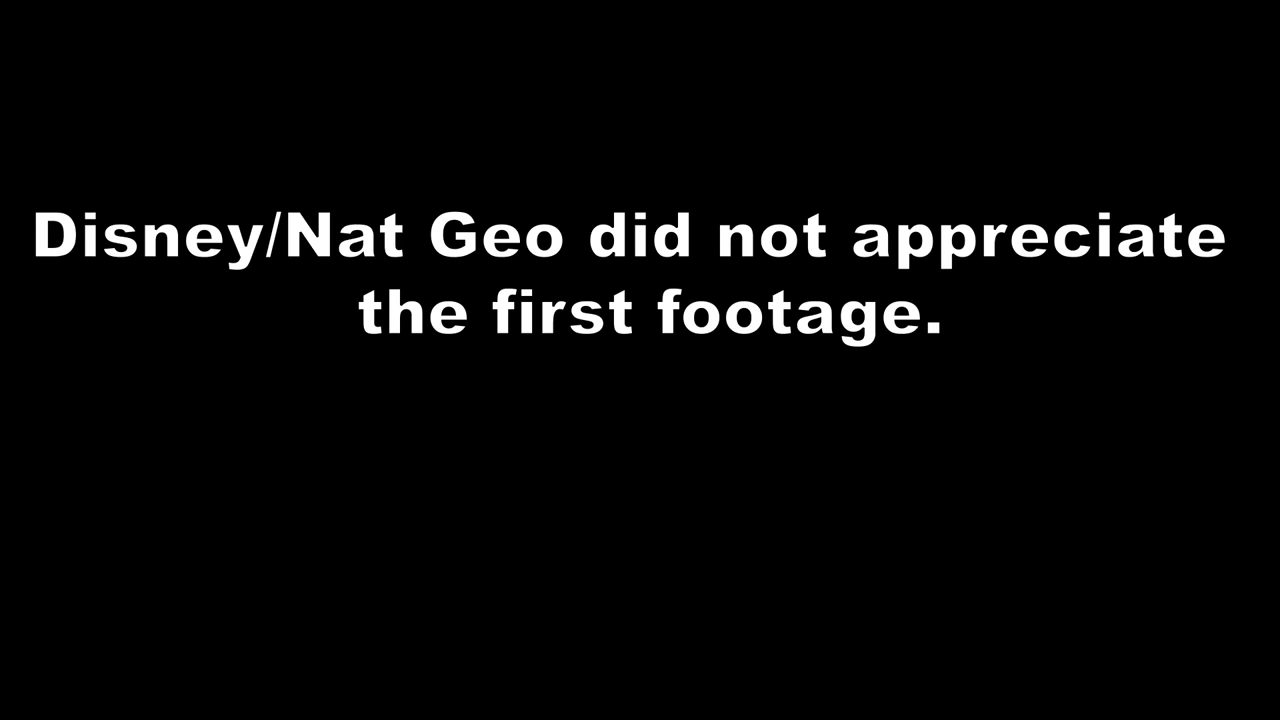 Disney/Nat Geo did not appreciate
the first footage.